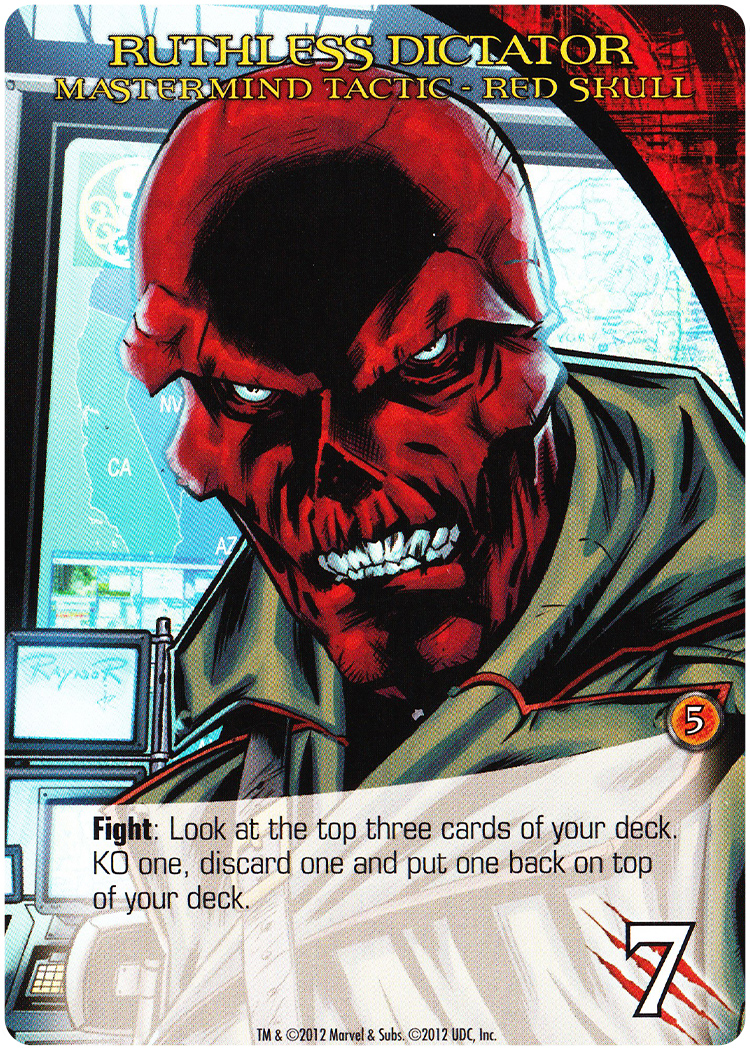 RUTHLESS DICTATOR
MASTERMIND TACTIC - RED SKULL
NV
CA
AZ
RAYNOR
5
Fight: Look at the top three cards of your deck.
KO one, discard one and put one back on top
of your deck.
7
TM & ©2012 Marvel & Subs. ©2012 UDC, Inc.